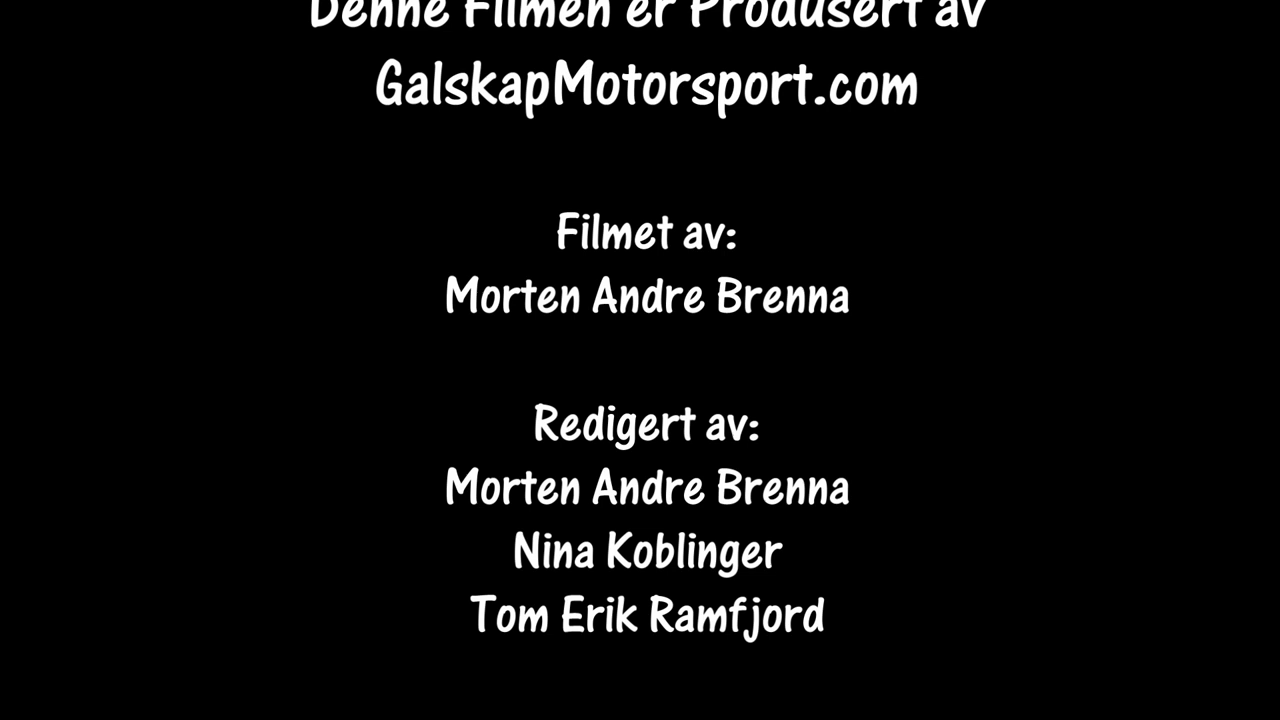 Denne Filmen er Produsert av
GalskapMotorsport.com
Filmet av:
Morten Andre Brenna
Redigert av:
Morten Andre Brenna
Nina Koblinger
Tom Erik Ramfjord